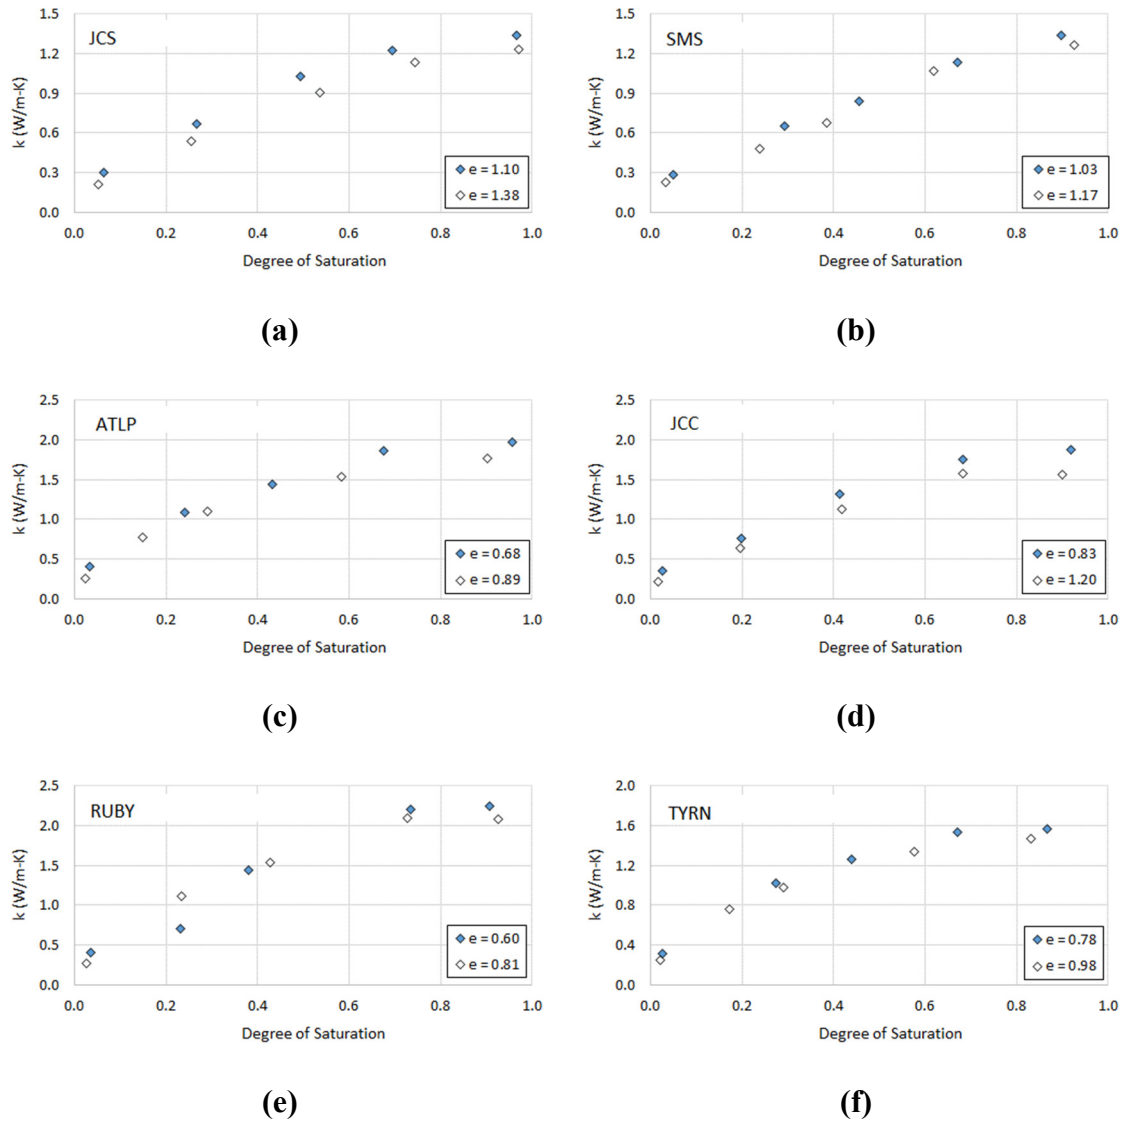 1.5
JCS
1.2
0.9
0.6
0.3
0.0
k (W/m-K)
e = 1.10
e = 1.38
0.0 0.2 0.4 0.6 0.8 1.0
Degree of Saturation
(a)
1.5
SMS
1.2
0.9
0.6
0.3
0.0
k (W/m-K)
e = 1.03
e = 1.17
0.0 0.2 0.4 0.6 0.8 1.0
Degree of Saturation
(b)
2.5
ATLP
2.0
1.5
1.0
0.5
0.0
k (W/m-K)
e = 0.68
e = 0.89
0.0 0.2 0.4 0.6 0.8 1.0
Degree of Saturation
(c)
2.5
JCC
2.0
1.5
1.0
0.5
0.0
k (W/m-K)
e = 0.83
e = 1.20
0.0 0.2 0.4 0.6 0.8 1.0
Degree of Saturation
(d)
2.5
RUBY
2.0
1.5
1.0
0.5
0.0
k (W/m-K)
e = 0.60
e = 0.81
0.0 0.2 0.4 0.6 0.8 1.0
Degree of Saturation
(e)
2.0
TYRN
1.6
1.2
0.8
0.4
0.0
k (W/m-K)
e = 0.78
e = 0.98
0.0 0.2 0.4 0.6 0.8 1.0
Degree of Saturation
(f)